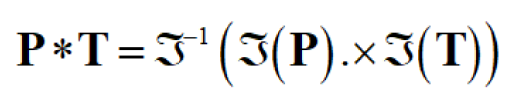 P*T = ℑ⁻¹(ℑ(P).×ℑ(T))